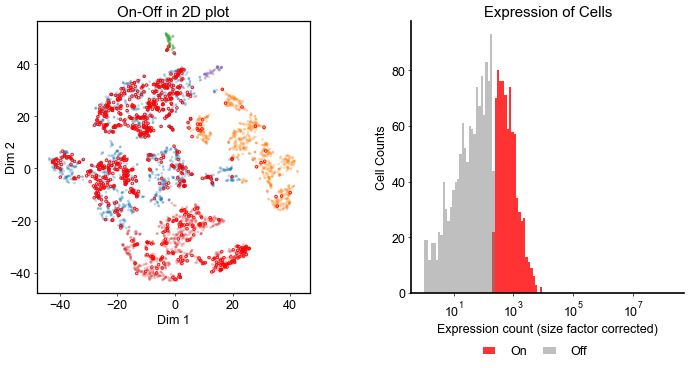 On-Off in 2D plot
40
20
0
−20
−40
−40 −20 0 20 40
Dim 1
Dim 2
Expression of Cells
80
60
40
20
0
10^1 10^3 10^5 10^7
Cell Counts
Expression count (size factor corrected)
On Off